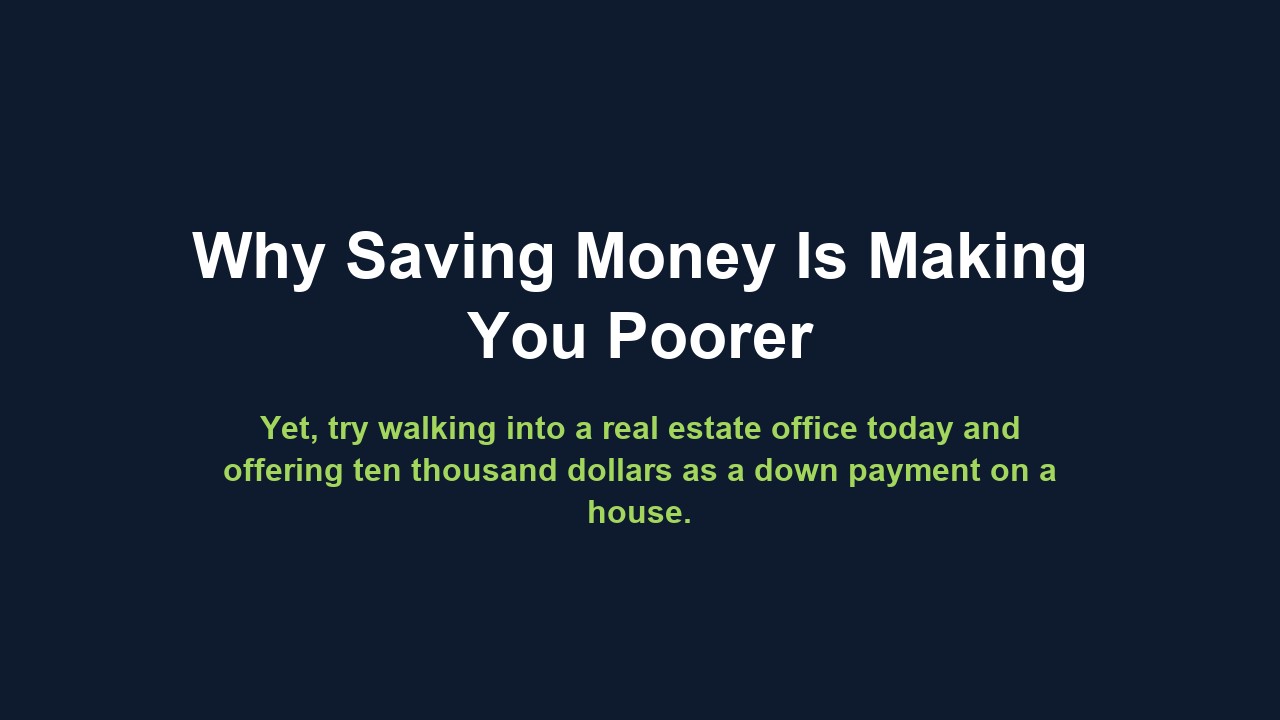 Why Saving Money Is Making
You Poorer
Yet, try walking into a real estate office today and
offering ten thousand dollars as a down payment on a
house.